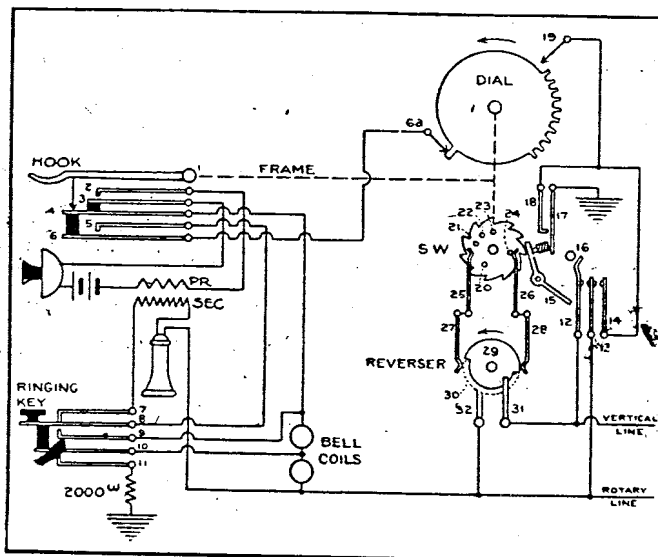 19
DIAL
1
6a
HOOK
1
FRAME
2
3
4
5
6
18
17
23
22
24
21
SW
16
20
15
PR
SEC
25
26
12
14
13
27
28
29
REVERSER
RINGING
KEY
7
8
9
10
11
30
32
31
BELL
COILS
VERTICAL
LINE
2000 W
ROTARY
LINE